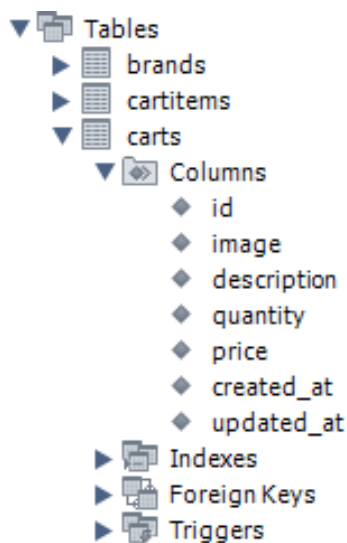 Tables
brands
cartitems
carts
Columns
id
image
description
quantity
price
created_at
updated_at
Indexes
Foreign Keys
Triggers